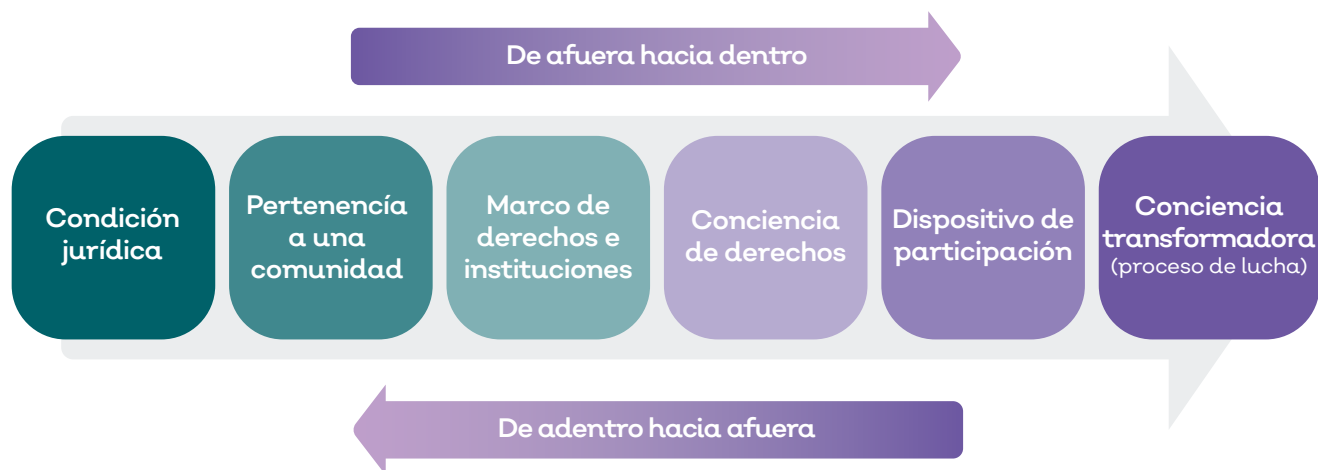 De afuera hacia dentro
Condición
jurídica
Pertenencía
a una
comunidad
Marco de
derechos e
instituciones
Conciencia
de derechos
Dispositivo de
participación
Conciencia
transformadora
(proceso de lucha)
De adentro hacia afuera